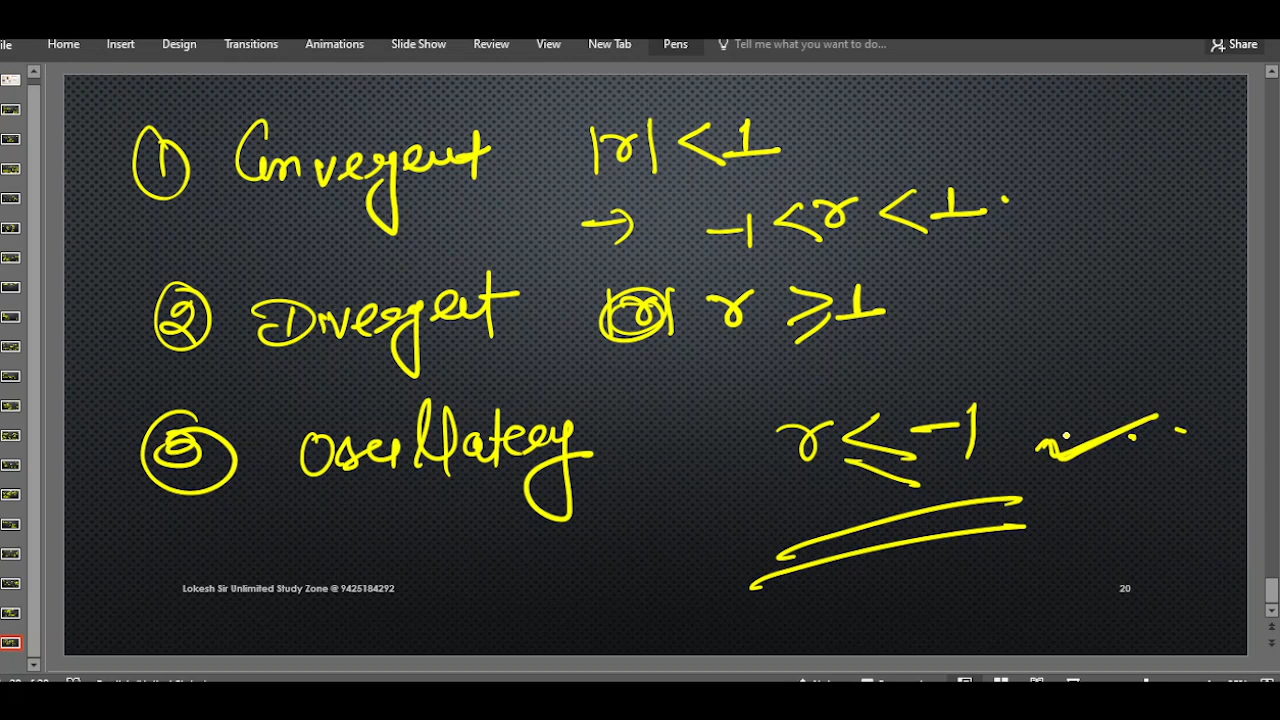 File Home Insert Design Transitions Animations Slide Show Review View New Tab Pens Tell me what you want to do... Share
① Convergent |r| < 1
→ -1 < r < 1.
② Divergent r ≥ 1
③ Oscillatory r ≤ -1
Lokesh Sir Unlimited Study Zone @ 9425184292 20